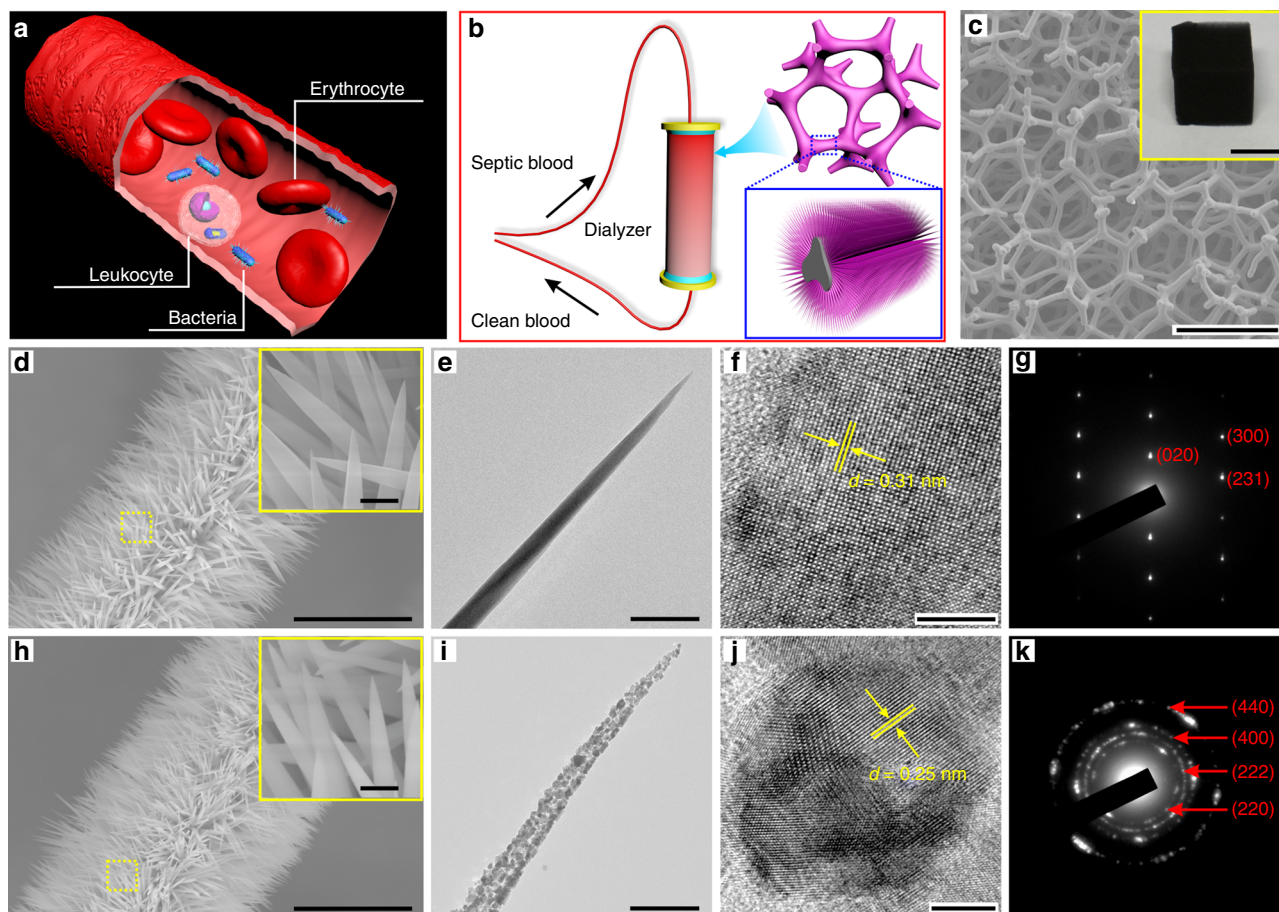 a
Erythrocyte
Leukocyte
Bacteria
b
Septic blood
Dialyzer
Clean blood
c
d
e
f
d = 0.31 nm
g
(300)
(020)
(231)
h
i
j
d = 0.25 nm
k
(440)
(400)
(222)
(220)